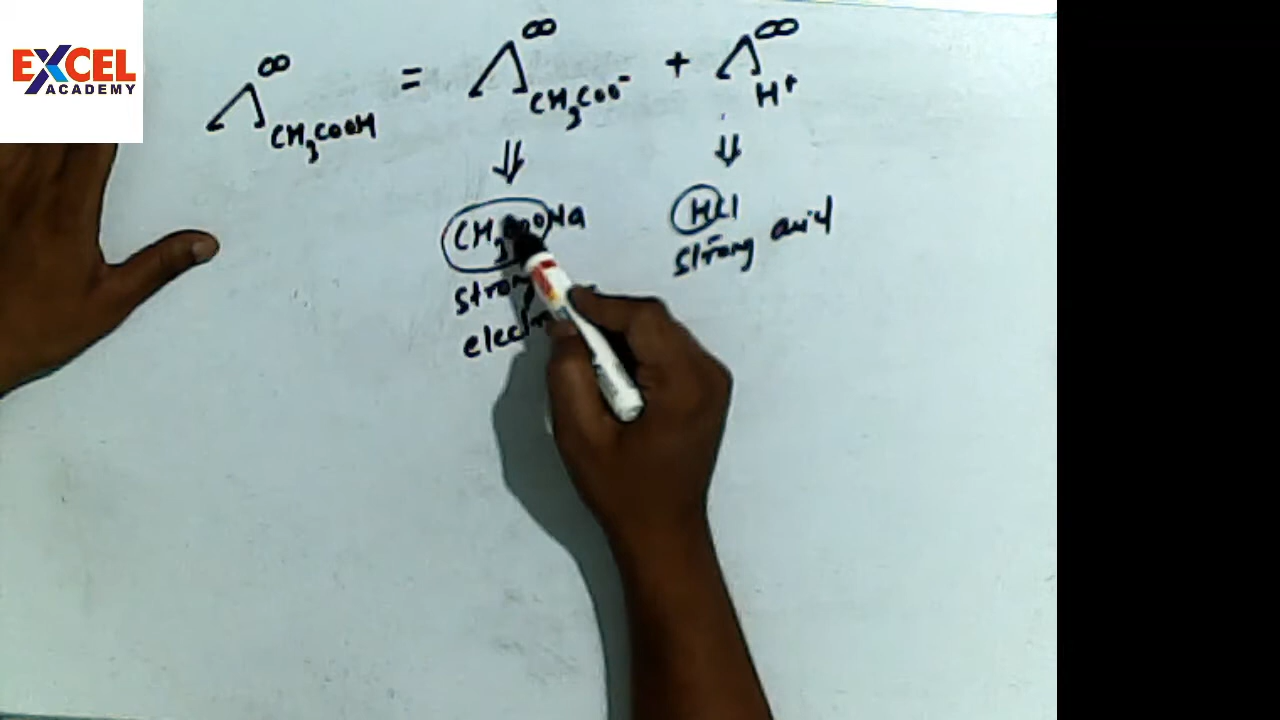 EXCEL
ACADEMY
Λ∞CH3COOH = Λ∞CH3COO⁻ + Λ∞H⁺
⇓ ⇓
HCl
strong acid